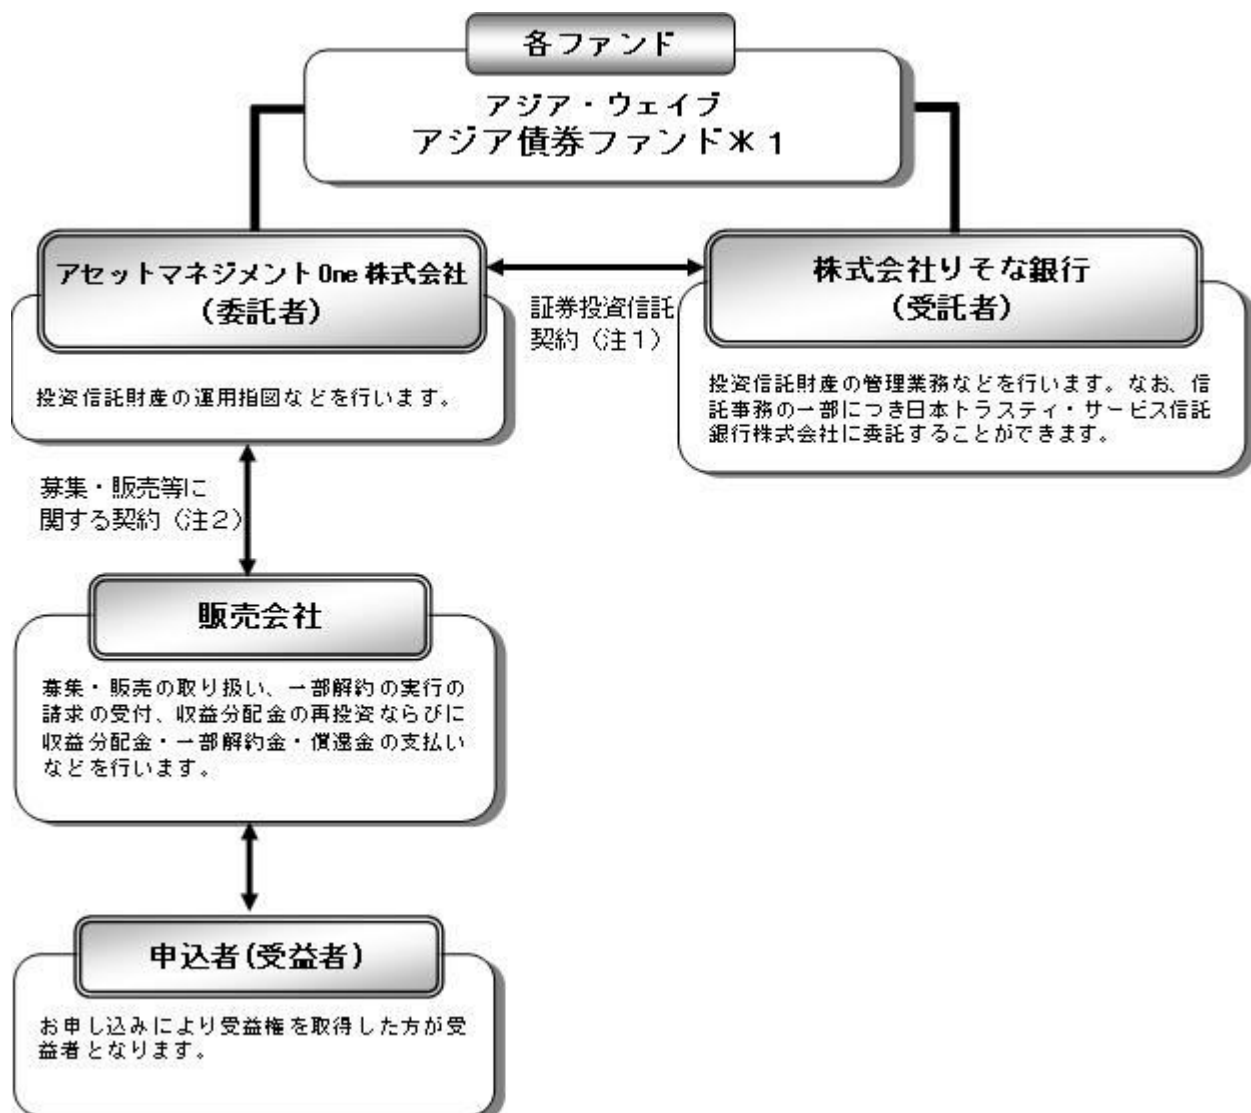 各ファンド
アジア・ウェイブ
アジア債券ファンド＊１
アセットマネジメントOne株式会社
（委託者）
投資信託財産の運用指図などを行います。
証券投資信託
契約（注１）
株式会社りそな銀行
（受託者）
投資信託財産の管理業務などを行います。なお、信
託事務の一部につき日本トラスティ・サービス信託
銀行株式会社に委託することができます。
募集・販売等に
関する契約（注２）
販売会社
募集・販売の取り扱い、一部解約の実行の
請求の受付、収益分配金の再投資ならびに
収益分配金・一部解約金・償還金の支払い
などを行います。
申込者(受益者)
お申し込みにより受益権を取得した方が受
益者となります。